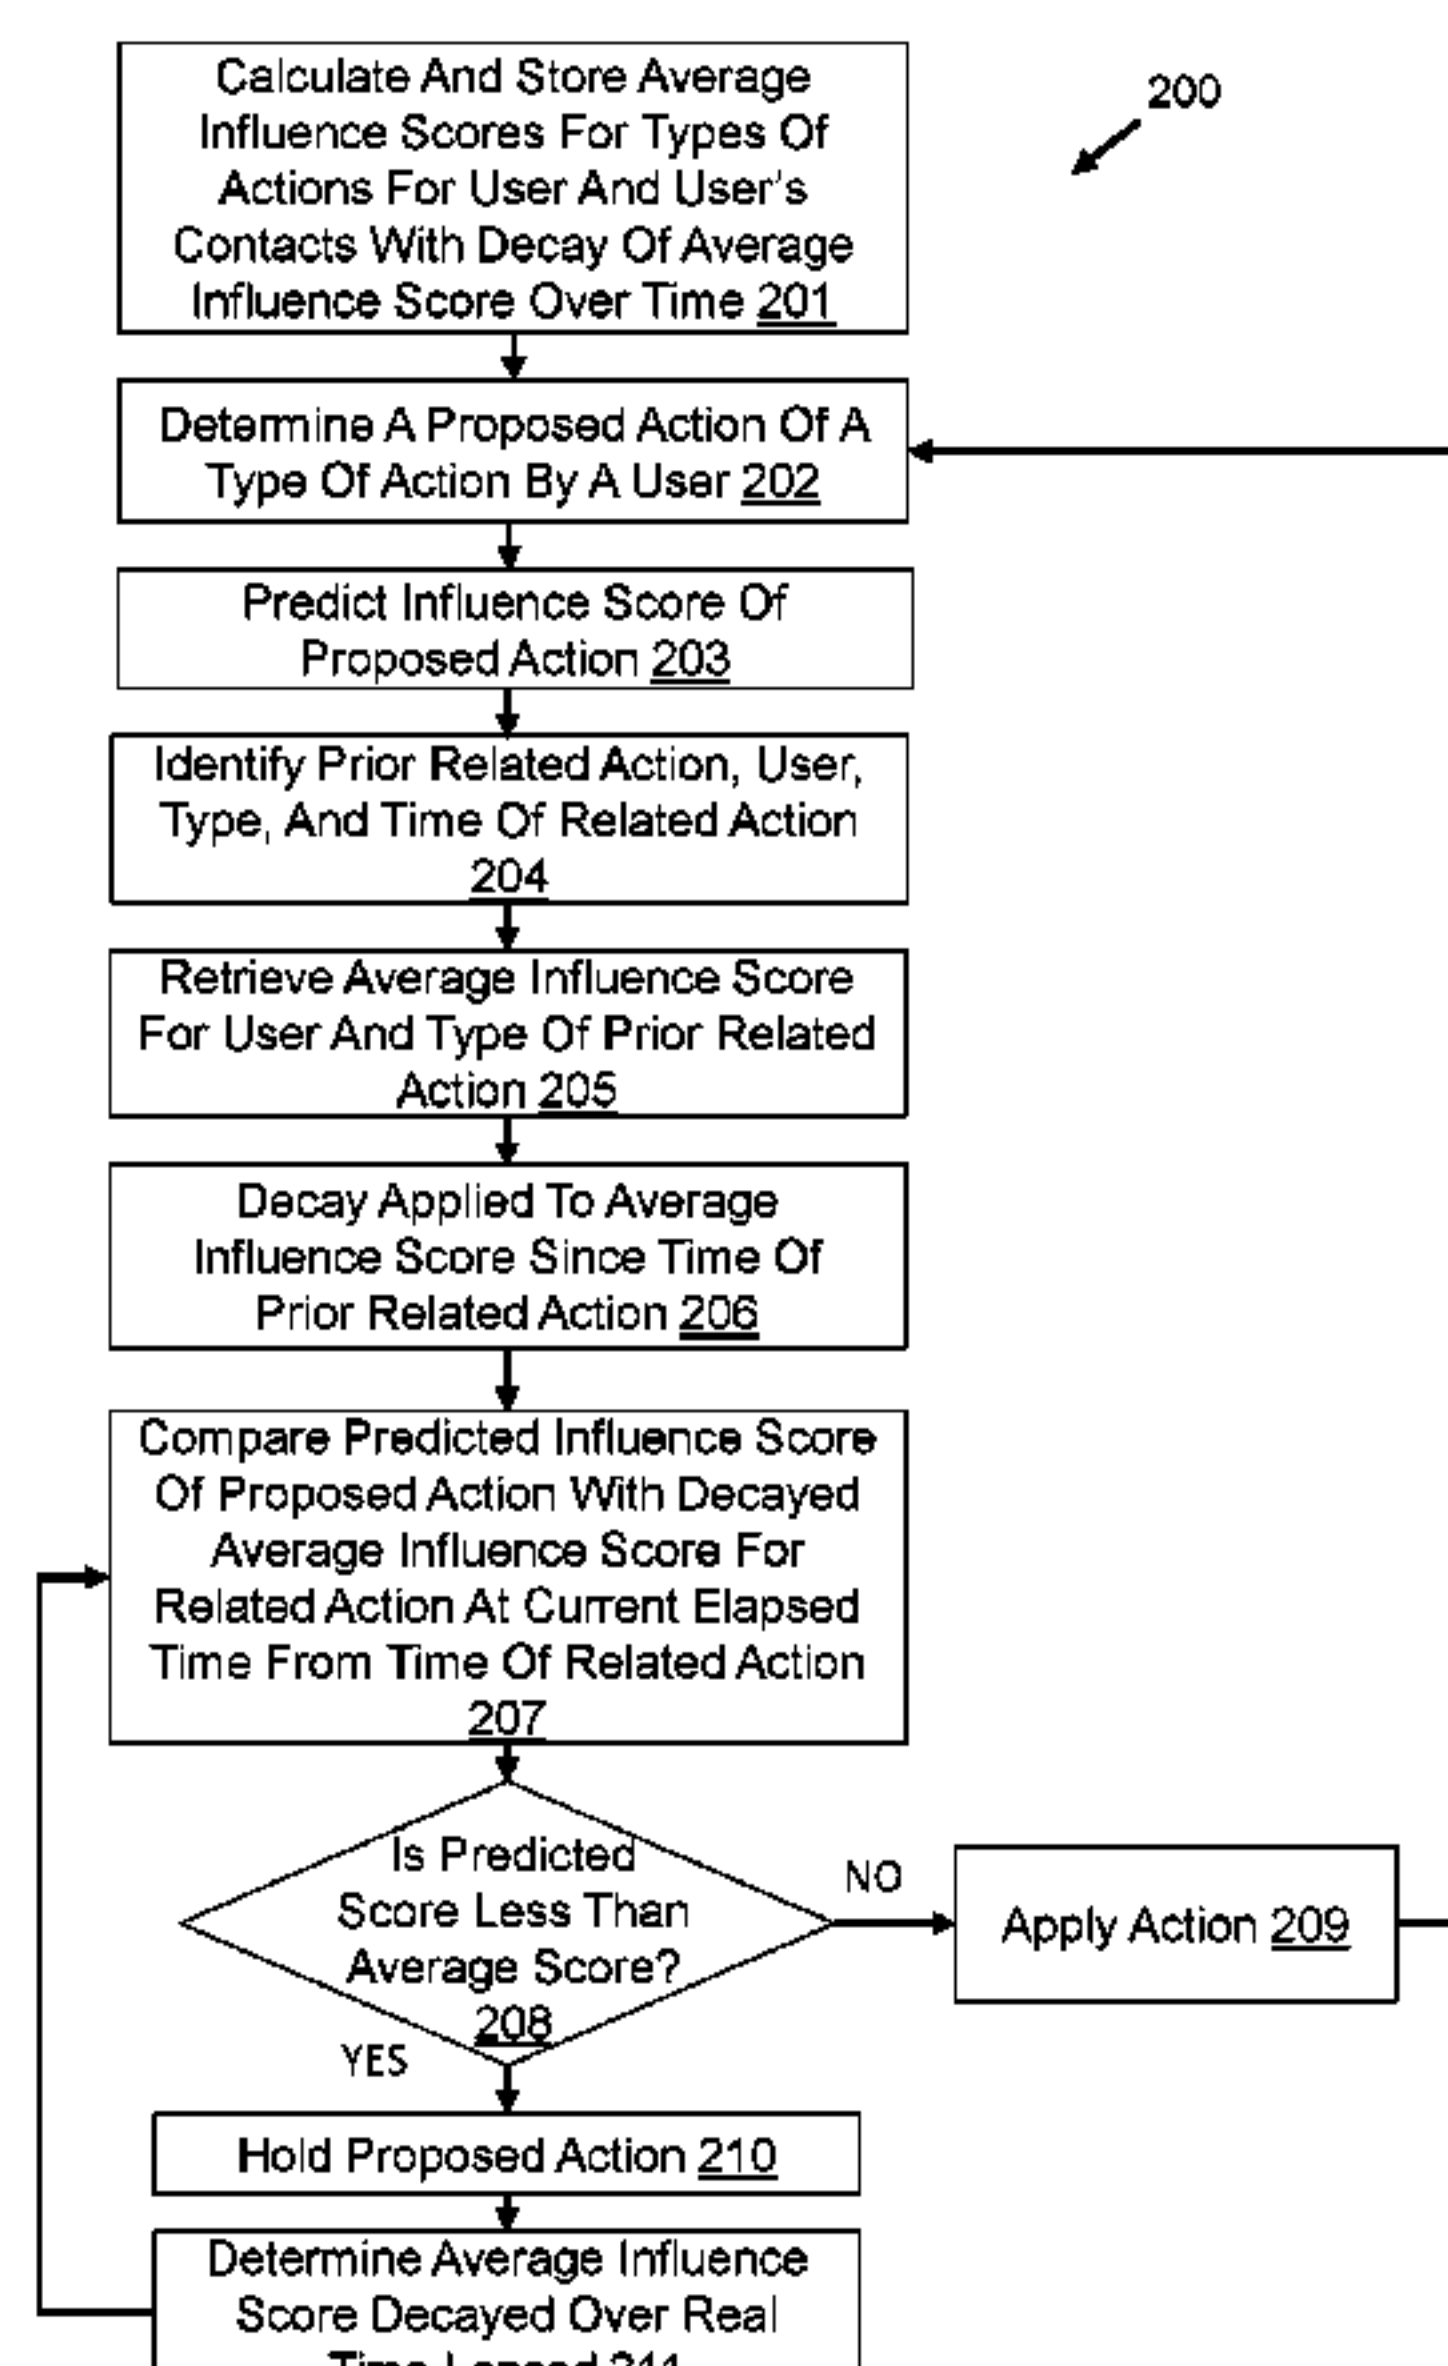 Calculate And Store Average
Influence Scores For Types Of
Actions For User And User's
Contacts With Decay Of Average
Influence Score Over Time 201
200
Determine A Proposed Action Of A
Type Of Action By A User 202
Predict Influence Score Of
Proposed Action 203
Identify Prior Related Action, User,
Type, And Time Of Related Action
204
Retrieve Average Influence Score
For User And Type Of Prior Related
Action 205
Decay Applied To Average
Influence Score Since Time Of
Prior Related Action 206
Compare Predicted Influence Score
Of Proposed Action With Decayed
Average Influence Score For
Related Action At Current Elapsed
Time From Time Of Related Action
207
Is Predicted
Score Less Than
Average Score?
208
NO
Apply Action 209
YES
Hold Proposed Action 210
Determine Average Influence
Score Decayed Over Real
Time Lapsed 211